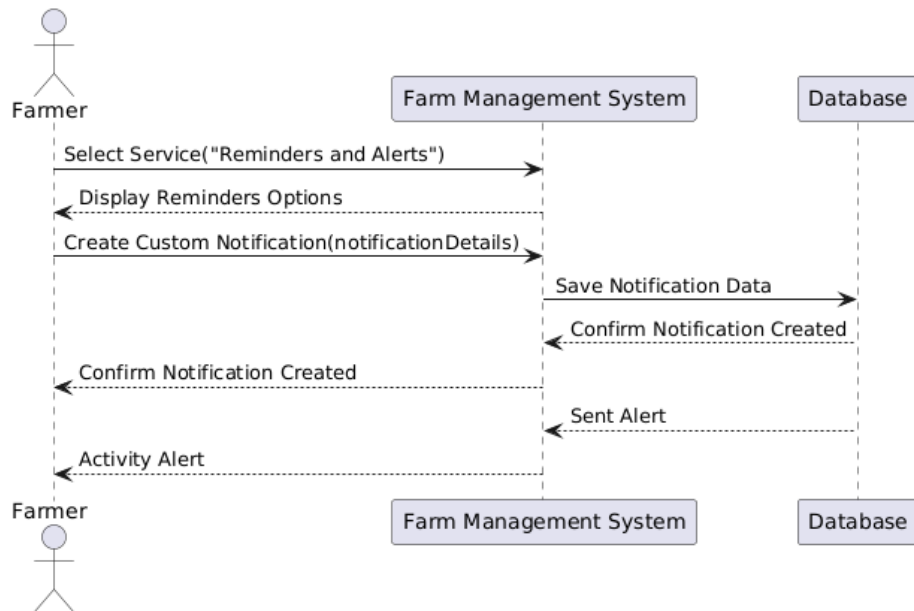 Farmer
Farm Management System
Database
Select Service("Reminders and Alerts")
Display Reminders Options
Create Custom Notification(notificationDetails)
Save Notification Data
Confirm Notification Created
Confirm Notification Created
Sent Alert
Activity Alert
Farmer
Farm Management System
Database